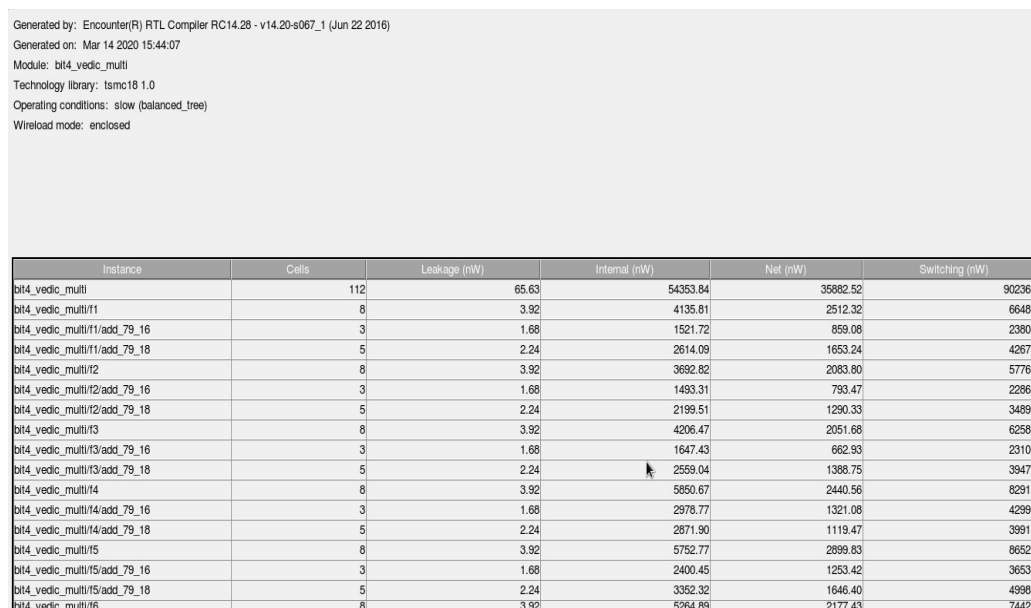 Generated by: Encounter(R) RTL Compiler RC14.28 - v14.20-s067_1 (Jun 22 2016)
Generated on: Mar 14 2020 15:44:07
Module: bit4_vedic_multi
Technology library: tsmc18 1.0
Operating conditions: slow (balanced_tree)
Wireload mode: enclosed
Instance Cells Leakage (nW) Internal (nW) Net (nW) Switching (nW)
bit4_vedic_multi 112 65.63 54353.84 35882.52 90236
bit4_vedic_multi/f1 8 3.92 4135.81 2512.32 6648
bit4_vedic_multi/f1/add_79_16 3 1.68 1521.72 859.08 2380
bit4_vedic_multi/f1/add_79_18 5 2.24 2614.09 1653.24 4267
bit4_vedic_multi/f2 8 3.92 3692.82 2083.80 5776
bit4_vedic_multi/f2/add_79_16 3 1.68 1493.31 793.47 2286
bit4_vedic_multi/f2/add_79_18 5 2.24 2199.51 1290.33 3489
bit4_vedic_multi/f3 8 3.92 4206.47 2051.68 6258
bit4_vedic_multi/f3/add_79_16 3 1.68 1647.43 662.93 2310
bit4_vedic_multi/f3/add_79_18 5 2.24 2559.04 1388.75 3947
bit4_vedic_multi/f4 8 3.92 5850.67 2440.56 8291
bit4_vedic_multi/f4/add_79_16 3 1.68 2978.77 1321.08 4299
bit4_vedic_multi/f4/add_79_18 5 2.24 2871.90 1119.47 3991
bit4_vedic_multi/f5 8 3.92 5752.77 2899.83 8652
bit4_vedic_multi/f5/add_79_16 3 1.68 2400.45 1253.42 3653
bit4_vedic_multi/f5/add_79_18 5 2.24 3352.32 1646.40 4998
bit4_vedic_multi/f6 8 3.92 5264.89 2177.43 7442